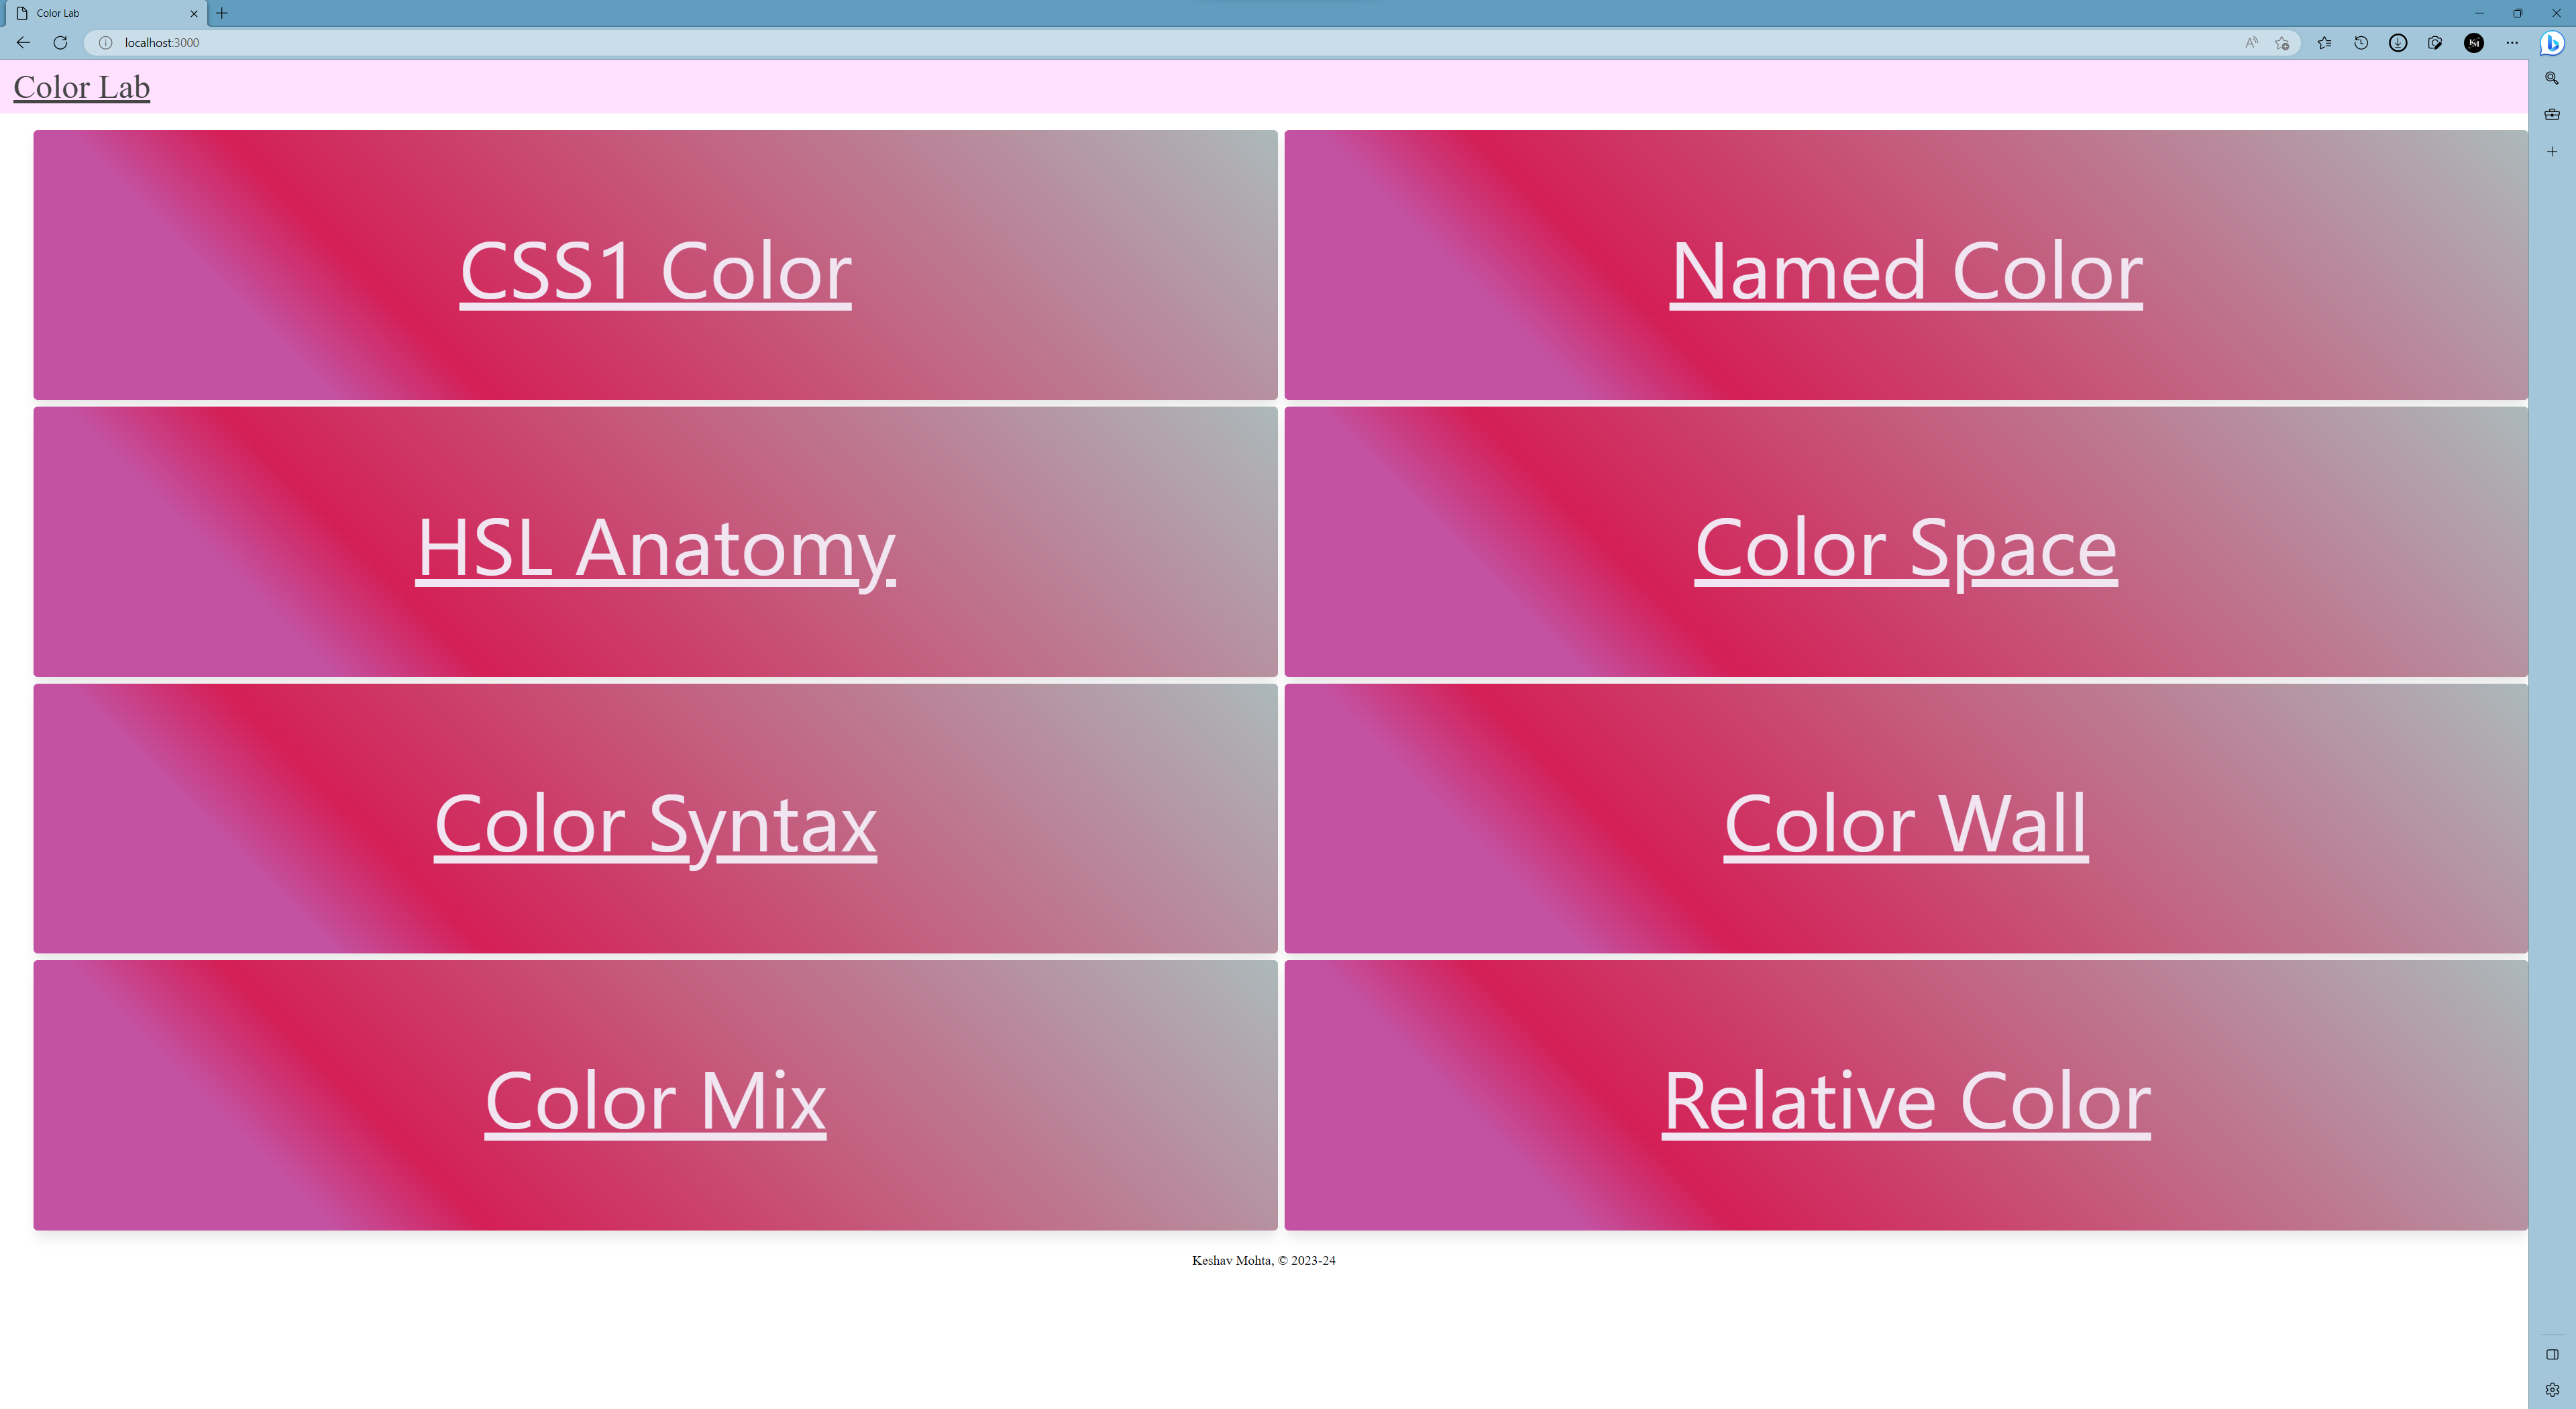 Color Lab
localhost:3000
Color Lab
CSS1 Color
Named Color
HSL Anatomy
Color Space
Color Syntax
Color Wall
Color Mix
Relative Color
Keshav Mohta, © 2023-24